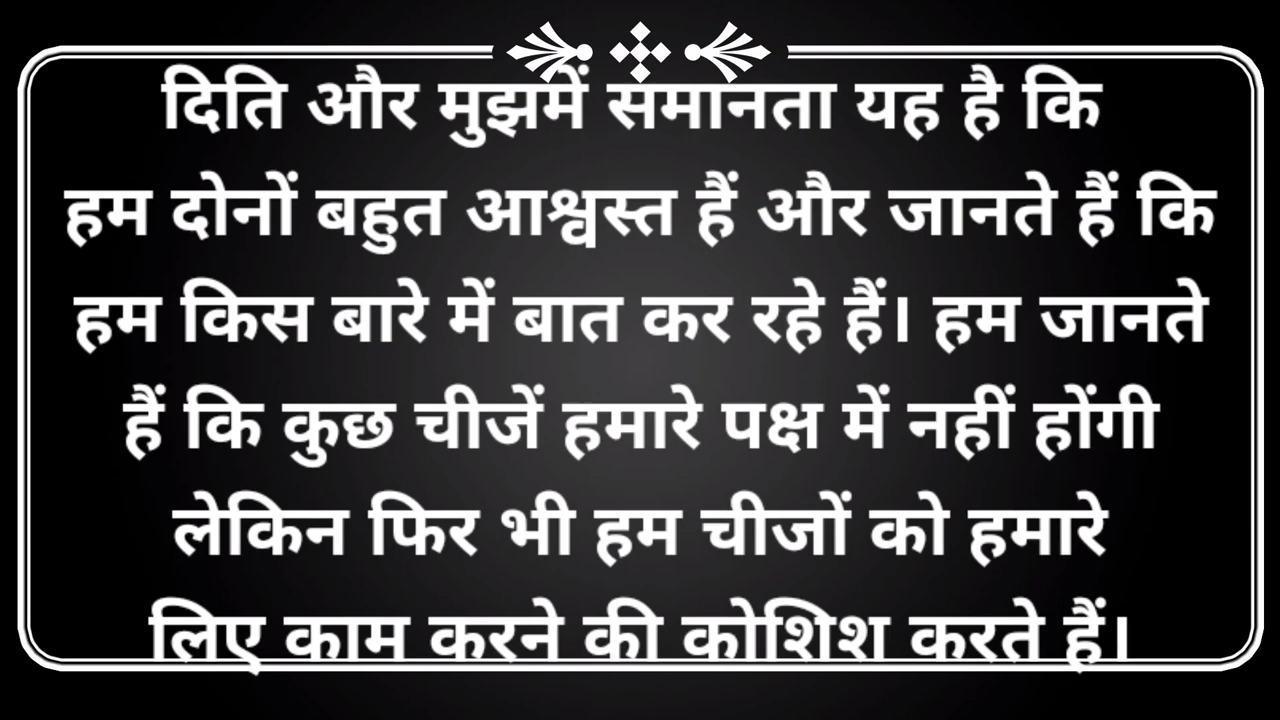 दिति और मुझमें समानता यह है कि
हम दोनों बहुत आश्वस्त हैं और जानते हैं कि
हम किस बारे में बात कर रहे हैं। हम जानते
हैं कि कुछ चीजें हमारे पक्ष में नहीं होंगी
लेकिन फिर भी हम चीजों को हमारे
लिए काम करने की कोशिश करते हैं।